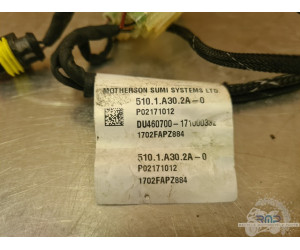 MOTHERSON SUMI SYSTEMS LTD.
510.1.A30.2A-0
P02171012
1702FAPZ884
510.1.A30.2A-0
P02171012
1702FAPZ884